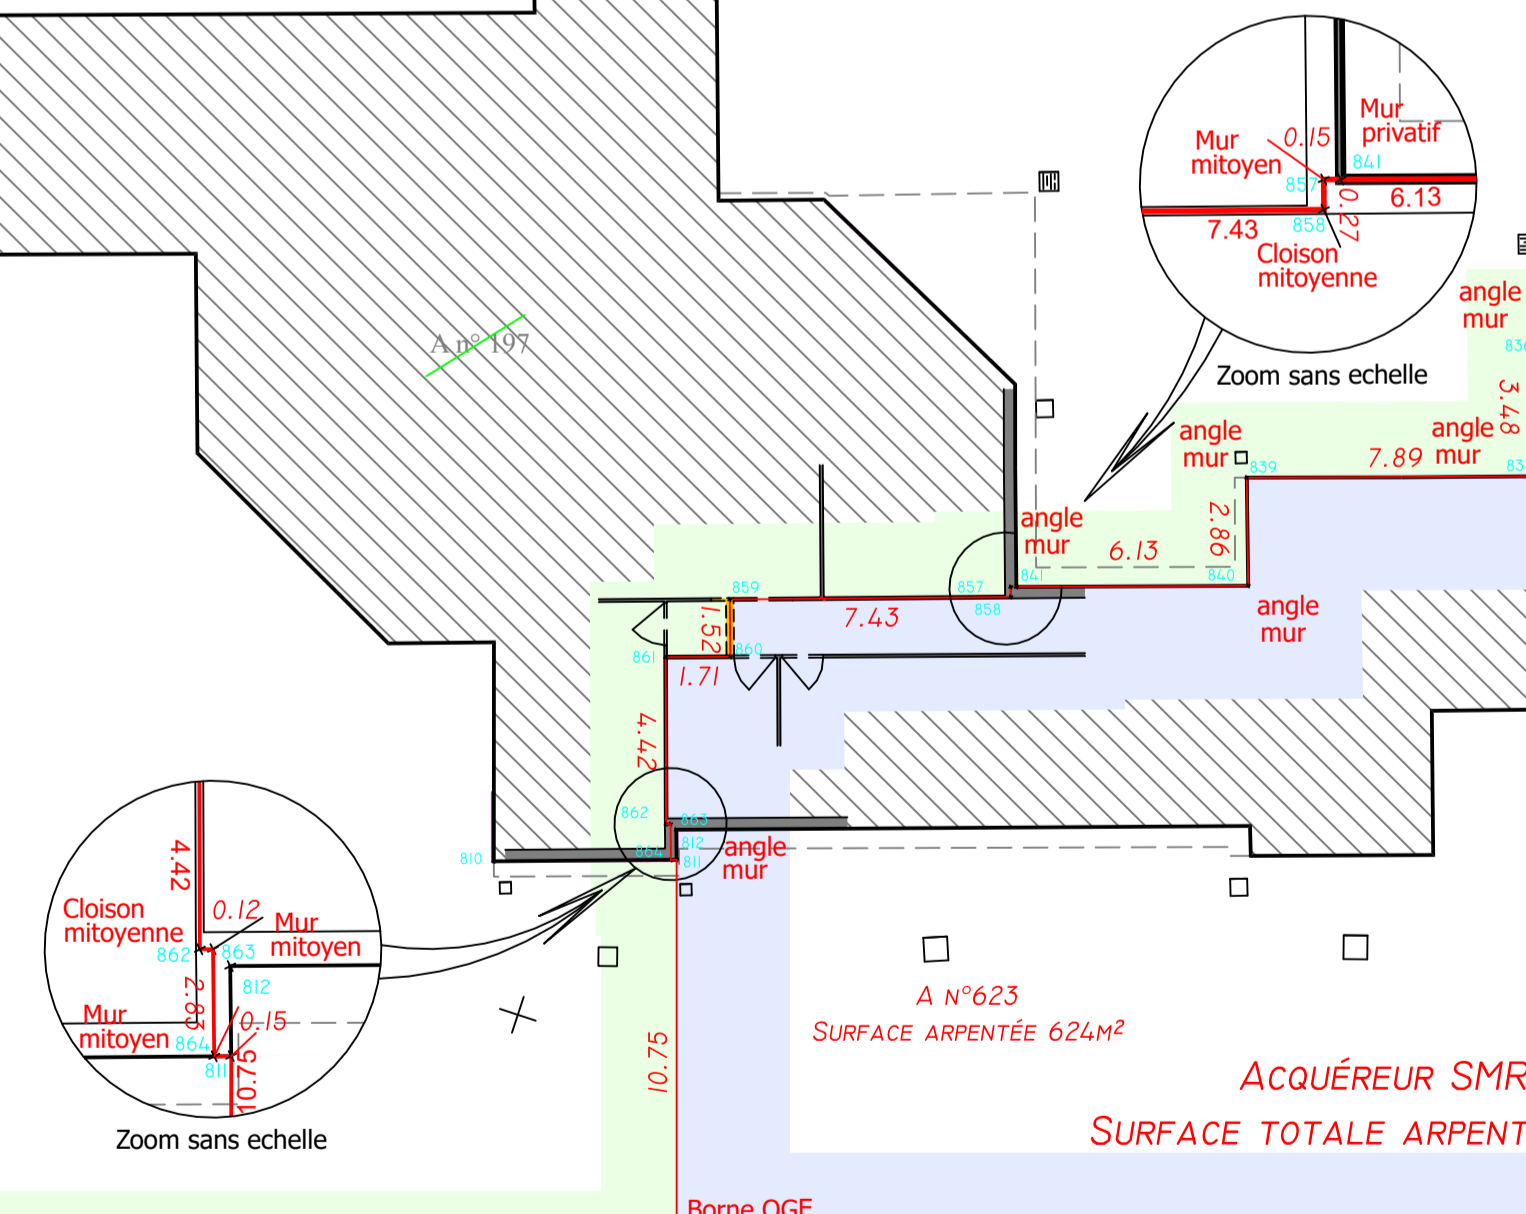 Mur
privatif
0.15
Mur
mitoyen
841
857
6.13
0.27
858
7.43
Cloison
mitoyenne
Zoom sans echelle
angle
mur
836
3.48
A n° 197
angle
mur
angle
mur
7.89
839
angle
mur
6.13
2.86
840
841
857
858
859
7.43
1.52
860
861
1.71
angle
mur
4.42
862
863
812
864
811
810
angle
mur
4.42
Cloison
mitoyenne
0.12
Mur
mitoyen
862
863
812
2.83
Mur
mitoyen
0.15
864
811
10.75
Zoom sans echelle
10.75
A N°623
SURFACE ARPENTÉE 624M²
ACQUÉREUR SMR
SURFACE TOTALE ARPENT
Borne OGE